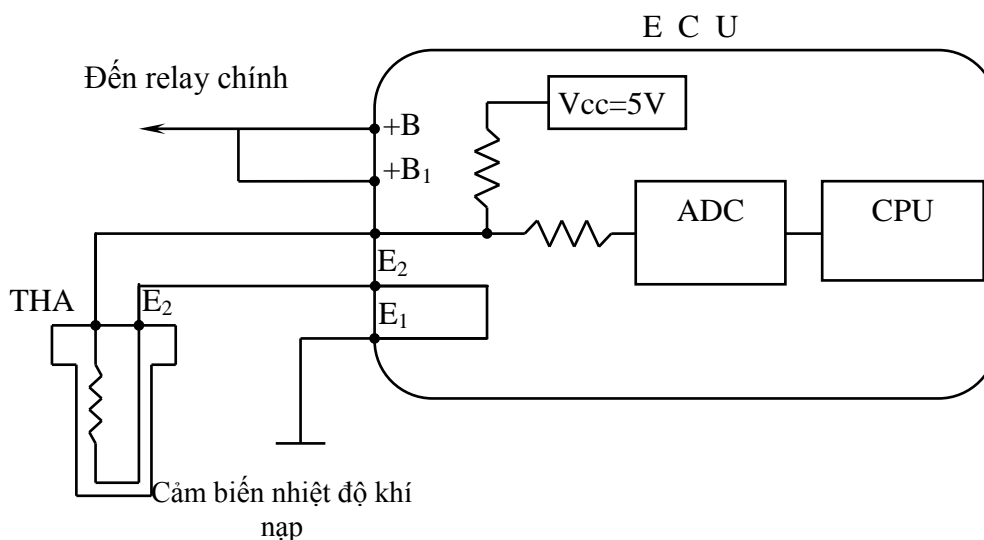 E C U
Đến relay chính
Vcc=5V
+B
+B₁
ADC
CPU
E₂
THA
E₂
E₁
Cảm biến nhiệt độ khí
nạp